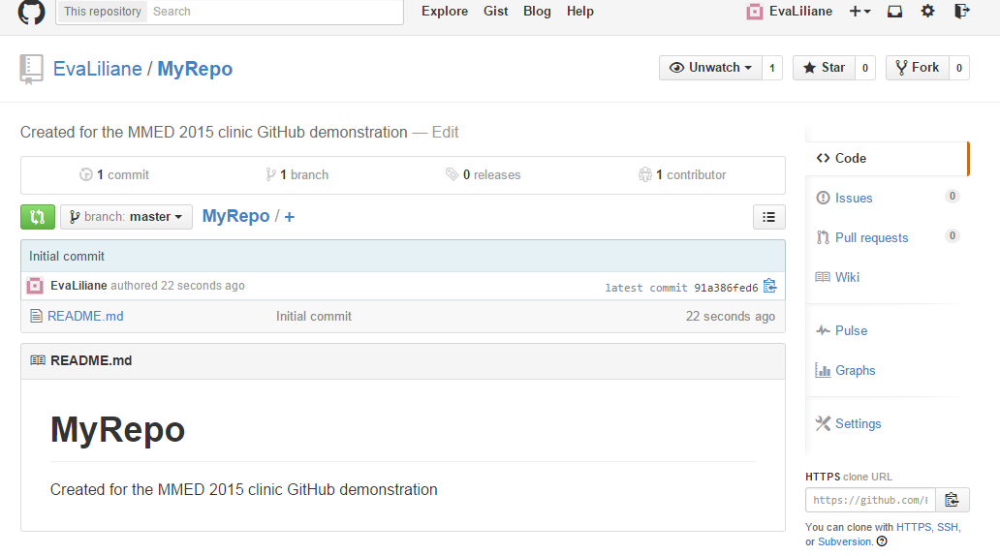 This repository Search Explore Gist Blog Help EvaLiliane
EvaLiliane / MyRepo Unwatch 1 Star 0 Fork 0
Created for the MMED 2015 clinic GitHub demonstration — Edit
1 commit 1 branch 0 releases 1 contributor
branch: master MyRepo / +
Initial commit
EvaLiliane authored 22 seconds ago latest commit 91a386fed6
README.md Initial commit 22 seconds ago
README.md
MyRepo
Created for the MMED 2015 clinic GitHub demonstration
Code
Issues 0
Pull requests 0
Wiki
Pulse
Graphs
Settings
HTTPS clone URL
https://github.com/
You can clone with HTTPS, SSH,
or Subversion.